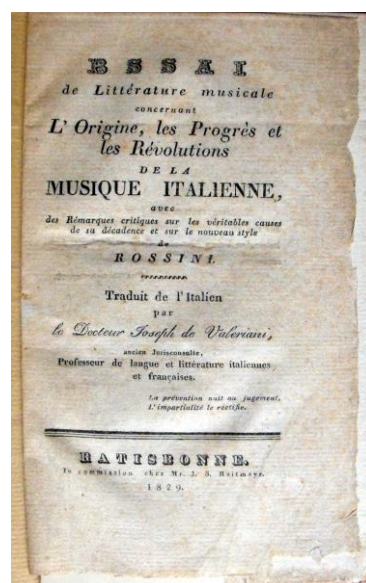 ESSAI
de Littérature musicale
concernant
L'Origine, les Progrès et
les Révolutions
DE LA
MUSIQUE ITALIENNE,
avec
des Rémarques critiques sur les véritables causes
de sa décadence et sur le nouveau style
de
ROSSINI.
Traduit de l'Italien
par
le Docteur Joseph de Valeriani,
ancien Jurisconsulte,
Professeur de langue et littérature italiennes
et françaises.
La prévention nuit au jugement.
L'impartialité le rectifie.
RATISBONNE.
In commission chez Mr. J. B. Reitmayr.
1829.